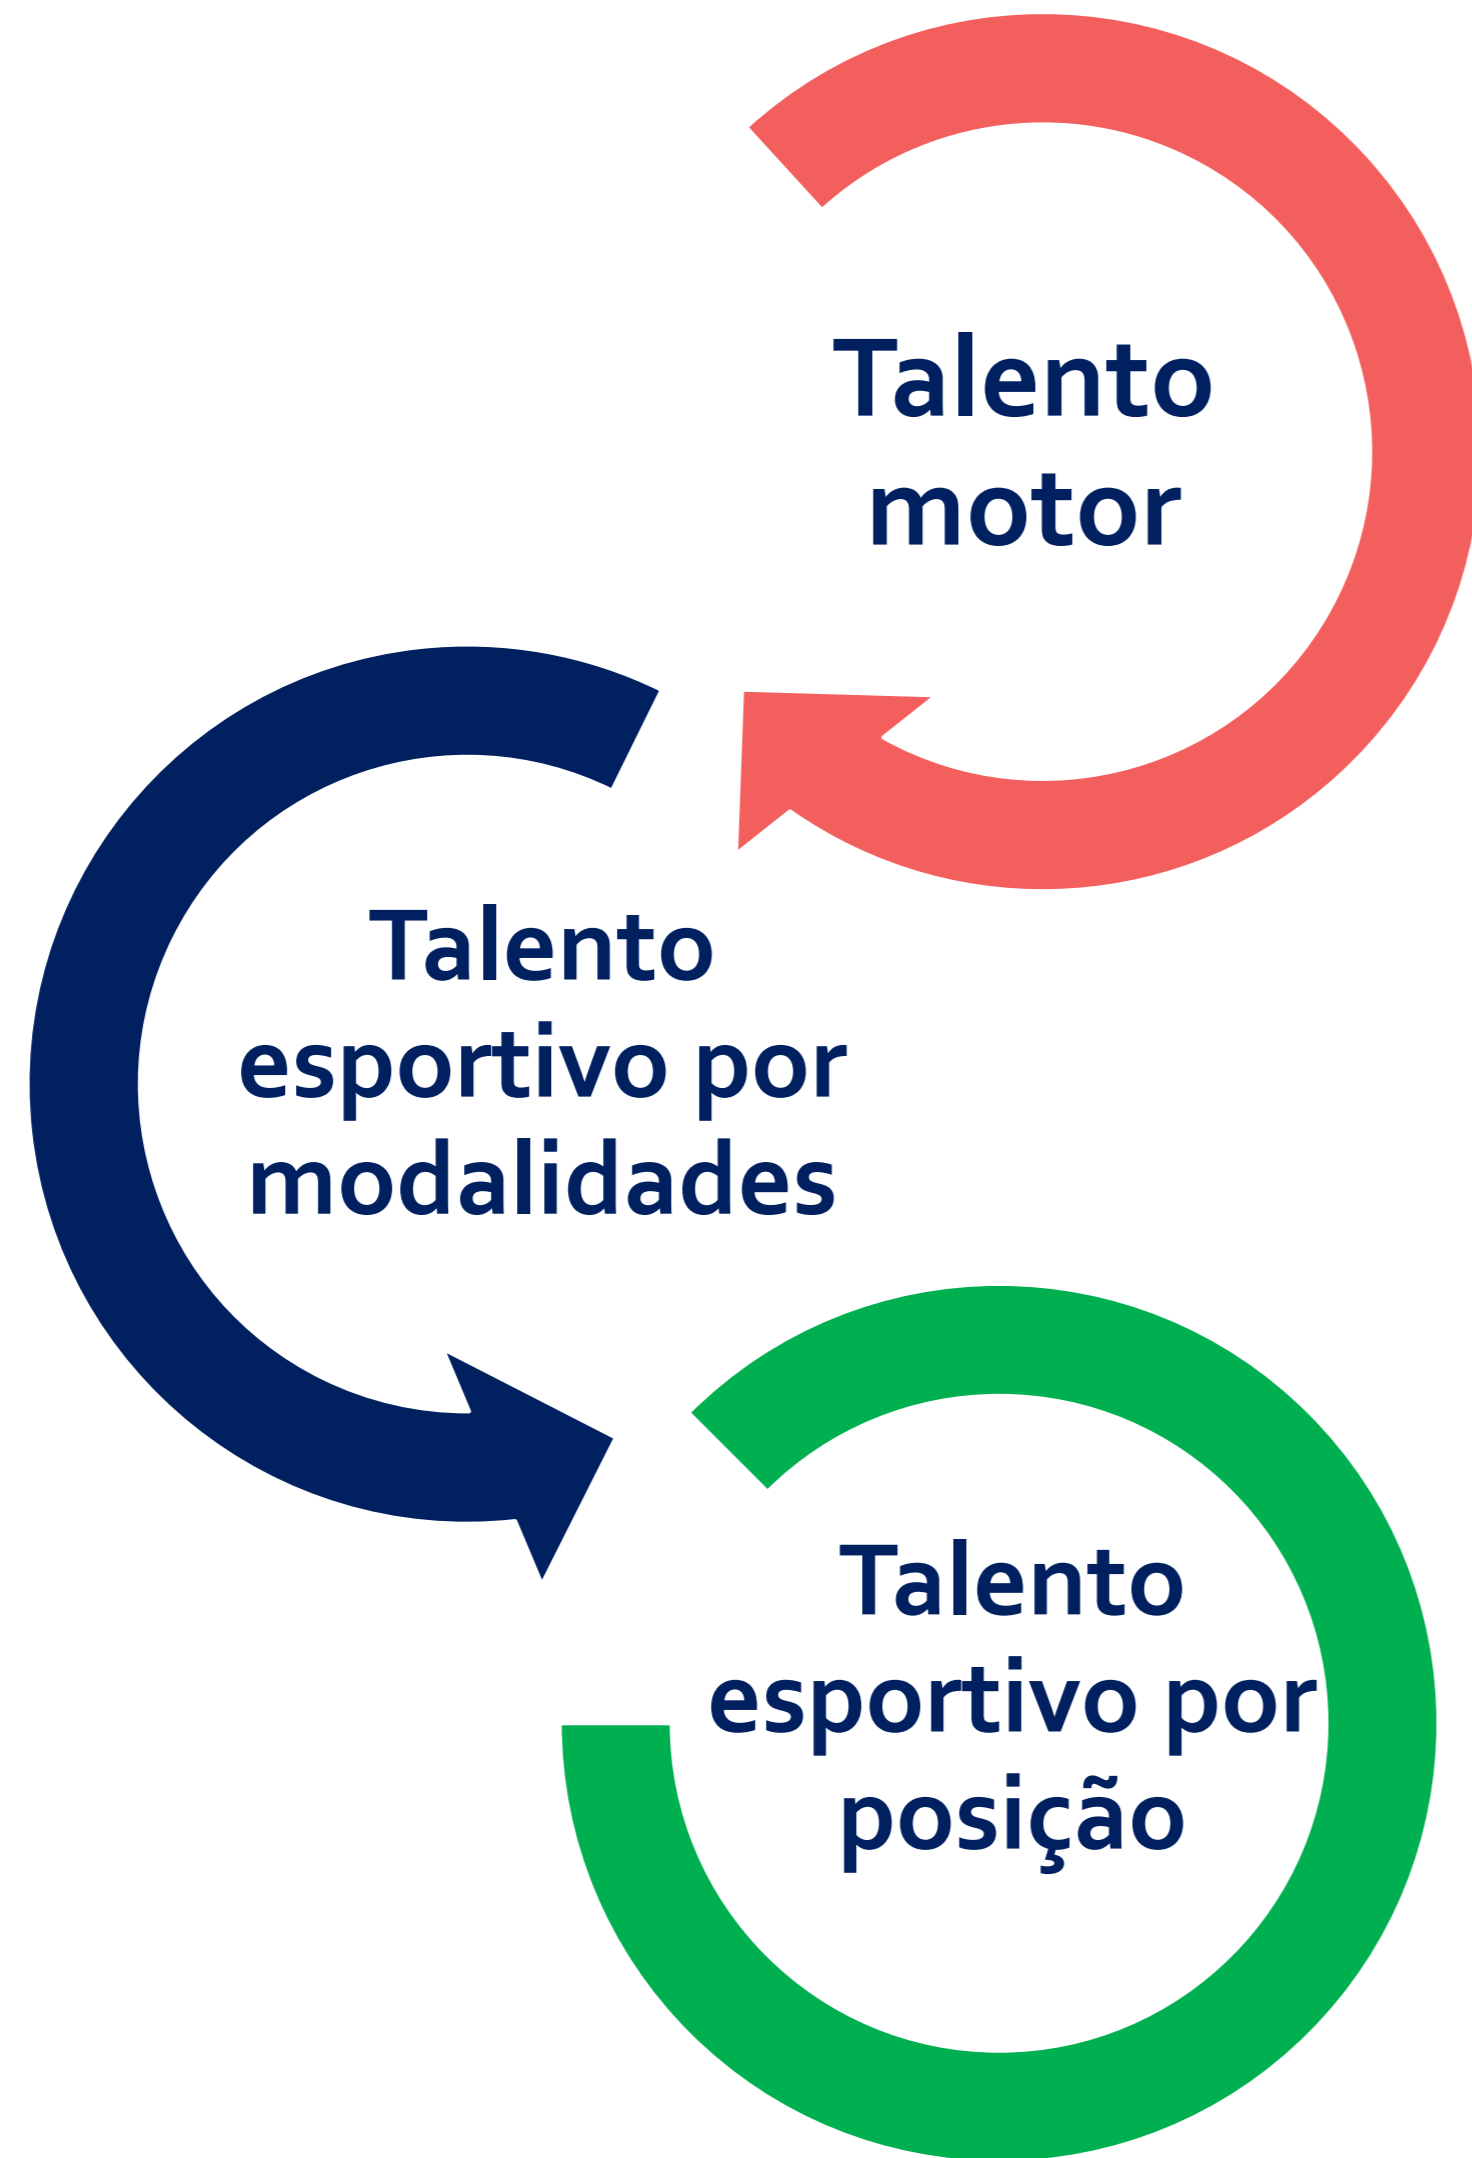 Talento
motor
Talento
esportivo por
modalidades
Talento
esportivo por
posição